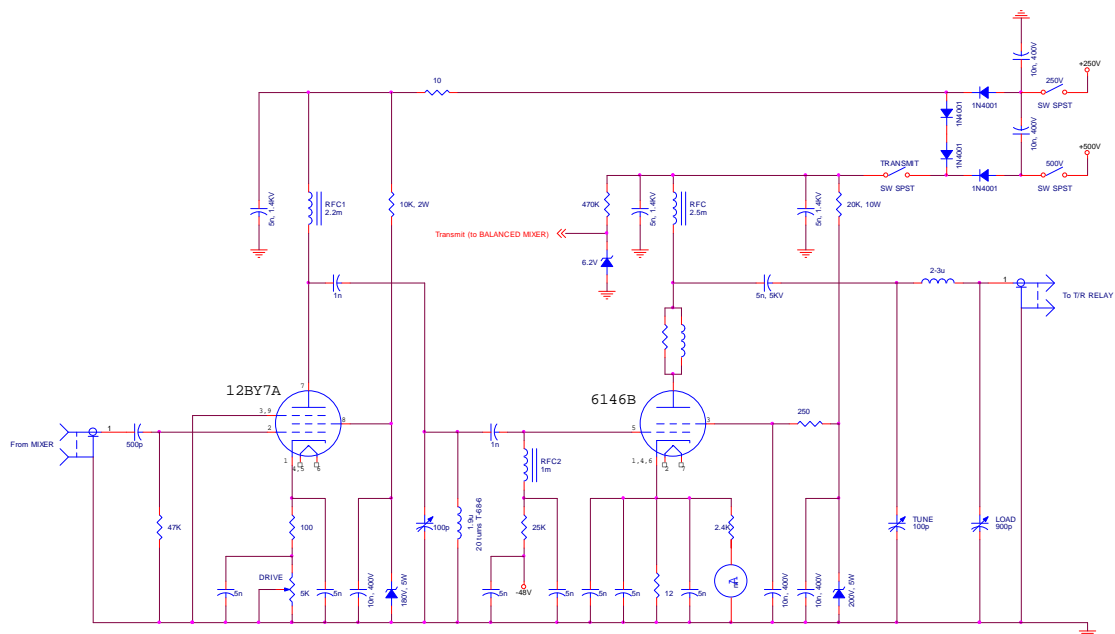 10
10n, 400V
+250V
250V
SW SPST
1N4001
1N4001
10n, 400V
1N4001
+500V
500V
SW SPST
1N4001
TRANSMIT
SW SPST
5n, 1.4KV
RFC1
2.2m
10K, 2W
470K
5n, 1.4KV
RFC
2.5m
5n, 1.4KV
20K, 10W
Transmit (to BALANCED MIXER)
6.2V
1n
5n, 5KV
2-3u
1
To T/R RELAY
12BY7A
7
3,9
2
8
1
4,5
6
6146B
5
3
1,4,6
2
7
250
From MIXER
1
500p
1n
RFC2
1m
47K
100
100p
1.9u
20 turns T-68-6
25K
2.4K
TUNE
100p
LOAD
900p
DRIVE
5K
5n
5n
10n, 400V
180V, 5W
5n
-48V
5n
5n
5n
12
5n
mA
10n, 400V
10n, 400V
200V, 5W